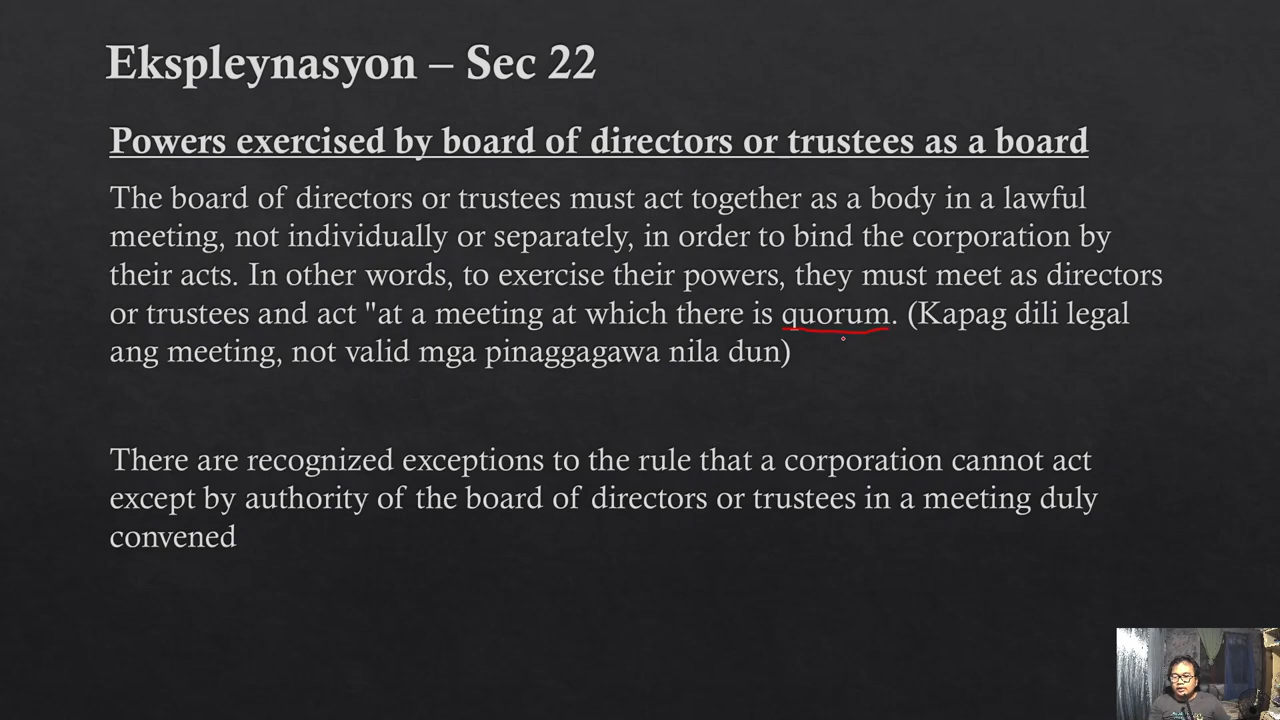 Ekspleynasyon – Sec 22
Powers exercised by board of directors or trustees as a board
The board of directors or trustees must act together as a body in a lawful
meeting, not individually or separately, in order to bind the corporation by
their acts. In other words, to exercise their powers, they must meet as directors
or trustees and act "at a meeting at which there is quorum. (Kapag dili legal
ang meeting, not valid mga pinaggagawa nila dun)
There are recognized exceptions to the rule that a corporation cannot act
except by authority of the board of directors or trustees in a meeting duly
convened